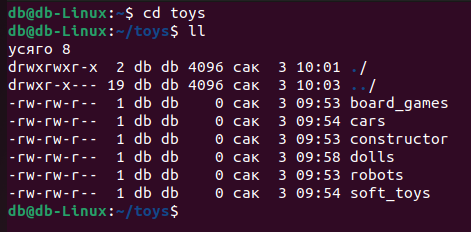 db@db-Linux:~$ cd toys
db@db-Linux:~/toys$ ll
усяго 8
drwxrwxr-x  2 db db 4096 сак  3 10:01 ./
drwxr-x--- 19 db db 4096 сак  3 10:03 ../
-rw-rw-r--  1 db db    0 сак  3 09:53 board_games
-rw-rw-r--  1 db db    0 сак  3 09:54 cars
-rw-rw-r--  1 db db    0 сак  3 09:53 constructor
-rw-rw-r--  1 db db    0 сак  3 09:58 dolls
-rw-rw-r--  1 db db    0 сак  3 09:53 robots
-rw-rw-r--  1 db db    0 сак  3 09:54 soft_toys
db@db-Linux:~/toys$